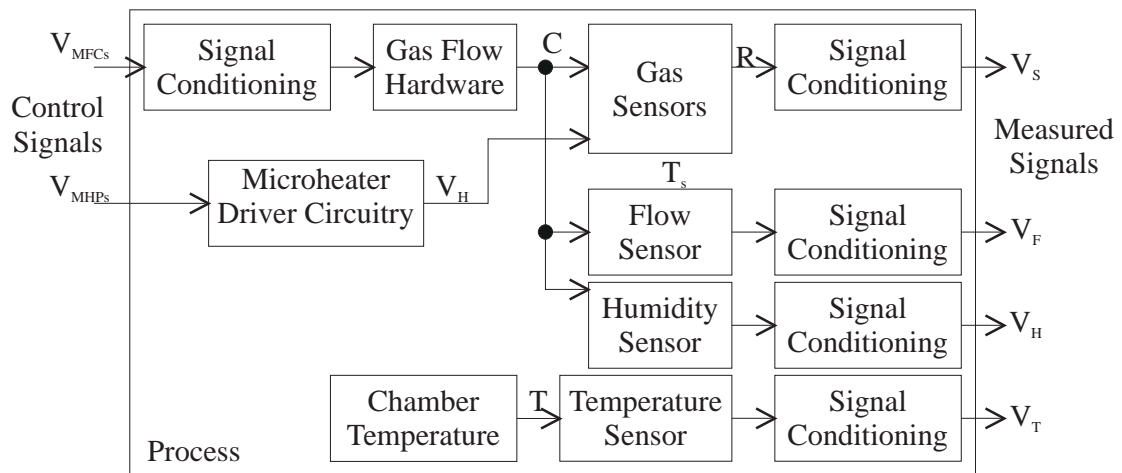 V_MFCs
Control
Signals
V_MHPs
Signal
Conditioning
Gas Flow
Hardware
C
Gas
Sensors
R
Signal
Conditioning
V_S
Measured
Signals
Microheater
Driver Circuitry
V_H
T_s
Flow
Sensor
Signal
Conditioning
V_F
Humidity
Sensor
Signal
Conditioning
V_H
Chamber
Temperature
T
Temperature
Sensor
Signal
Conditioning
V_T
Process